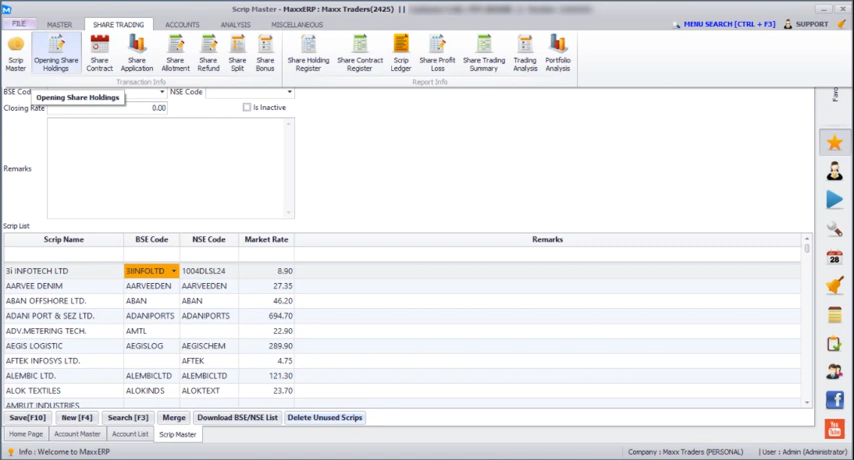 Scrip Master - MaxxERP : Maxx Traders(2425) ||
FILE MASTER SHARE TRADING ACCOUNTS ANALYSIS MISCELLANEOUS MENU SEARCH [CTRL + F3] SUPPORT
Scrip Master
Opening Share Holdings
Share Contract
Share Application
Share Allotment
Share Refund
Share Split
Share Bonus
Share Holding Register
Share Contract Register
Scrip Ledger
Share Profit Loss
Share Trading Summary
Trading Analysis
Portfolio Analysis
Transaction Info Report Info
Opening Share Holdings
BSE Cod NSE Code
Closing Rate 0.00 Is Inactive
Remarks
Scrip List
Scrip Name BSE Code NSE Code Market Rate Remarks
3i INFOTECH LTD 3IINFOLTD 1004DLSL24 8.90
AARVEE DENIM AARVEEDEN AARVEEDEN 27.35
ABAN OFFSHORE LTD. ABAN ABAN 46.20
ADANI PORT & SEZ LTD. ADANIPORTS ADANIPORTS 694.70
ADV.METERING TECH. AMTL 22.90
AEGIS LOGISTIC AEGISLOG AEGISCHEM 289.90
AFTEK INFOSYS LTD. AFTEK 4.75
ALEMBIC LTD. ALEMBICLTD ALEMBICLTD 121.30
ALOK TEXTILES ALOKINDS ALOKTEXT 23.70
AMRUT INDUSTRIES
Save[F10] New [F4] Search [F3] Merge Download BSE/NSE List Delete Unused Scrips
Home Page Account Master Account List Scrip Master
Info : Welcome to MaxxERP Company : Maxx Traders (PERSONAL) User : Admin (Administrator)
Favo
28
You